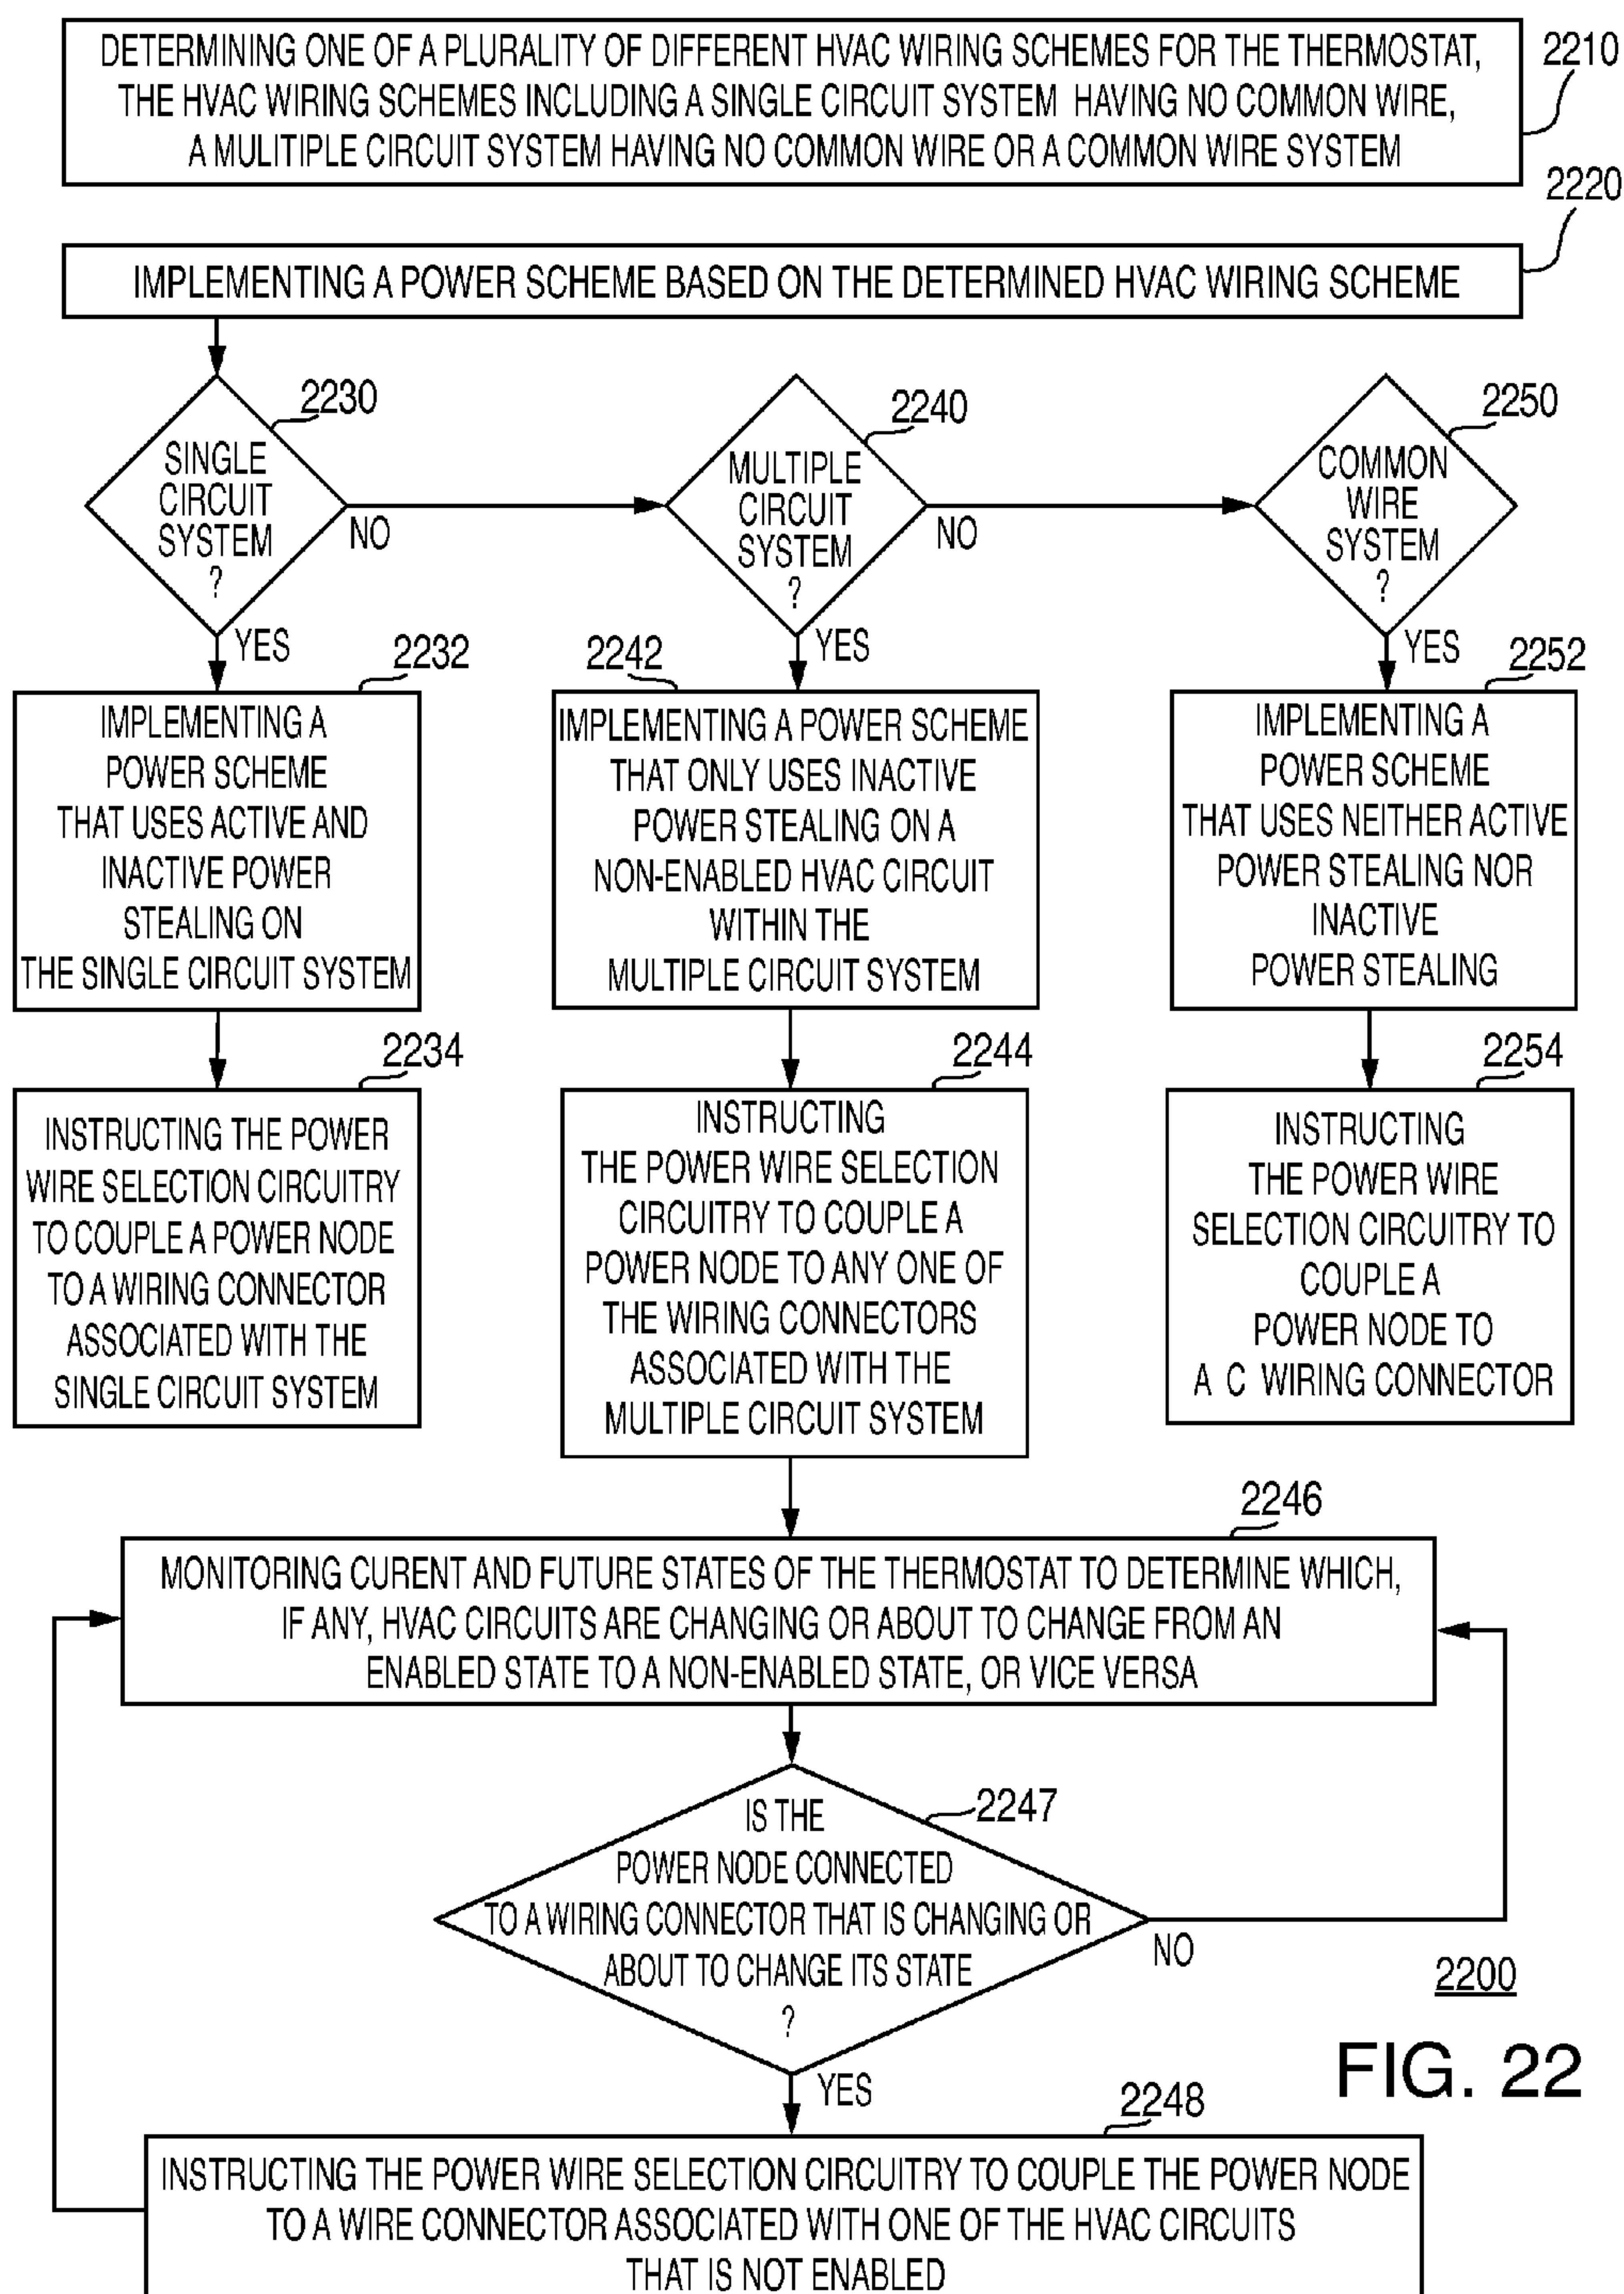 DETERMINING ONE OF A PLURALITY OF DIFFERENT HVAC WIRING SCHEMES FOR THE THERMOSTAT,
THE HVAC WIRING SCHEMES INCLUDING A SINGLE CIRCUIT SYSTEM HAVING NO COMMON WIRE,
A MULITIPLE CIRCUIT SYSTEM HAVING NO COMMON WIRE OR A COMMON WIRE SYSTEM
2210
2220
IMPLEMENTING A POWER SCHEME BASED ON THE DETERMINED HVAC WIRING SCHEME
2230
SINGLE
CIRCUIT
SYSTEM
?
NO
YES
2240
MULTIPLE
CIRCUIT
SYSTEM
?
NO
YES
2250
COMMON
WIRE
SYSTEM
?
YES
2232
IMPLEMENTING A
POWER SCHEME
THAT USES ACTIVE AND
INACTIVE POWER
STEALING ON
THE SINGLE CIRCUIT SYSTEM
2242
IMPLEMENTING A POWER SCHEME
THAT ONLY USES INACTIVE
POWER STEALING ON A
NON-ENABLED HVAC CIRCUIT
WITHIN THE
MULTIPLE CIRCUIT SYSTEM
2252
IMPLEMENTING A
POWER SCHEME
THAT USES NEITHER ACTIVE
POWER STEALING NOR
INACTIVE
POWER STEALING
2234
INSTRUCTING THE POWER
WIRE SELECTION CIRCUITRY
TO COUPLE A POWER NODE
TO A WIRING CONNECTOR
ASSOCIATED WITH THE
SINGLE CIRCUIT SYSTEM
2244
INSTRUCTING
THE POWER WIRE SELECTION
CIRCUITRY TO COUPLE A
POWER NODE TO ANY ONE OF
THE WIRING CONNECTORS
ASSOCIATED WITH THE
MULTIPLE CIRCUIT SYSTEM
2254
INSTRUCTING
THE POWER WIRE
SELECTION CIRCUITRY TO
COUPLE A
POWER NODE TO
A C WIRING CONNECTOR
2246
MONITORING CURENT AND FUTURE STATES OF THE THERMOSTAT TO DETERMINE WHICH,
IF ANY, HVAC CIRCUITS ARE CHANGING OR ABOUT TO CHANGE FROM AN
ENABLED STATE TO A NON-ENABLED STATE, OR VICE VERSA
2247
IS THE
POWER NODE CONNECTED
TO A WIRING CONNECTOR THAT IS CHANGING OR
ABOUT TO CHANGE ITS STATE
?
NO
YES
2200
FIG. 22
2248
INSTRUCTING THE POWER WIRE SELECTION CIRCUITRY TO COUPLE THE POWER NODE
TO A WIRE CONNECTOR ASSOCIATED WITH ONE OF THE HVAC CIRCUITS
THAT IS NOT ENABLED